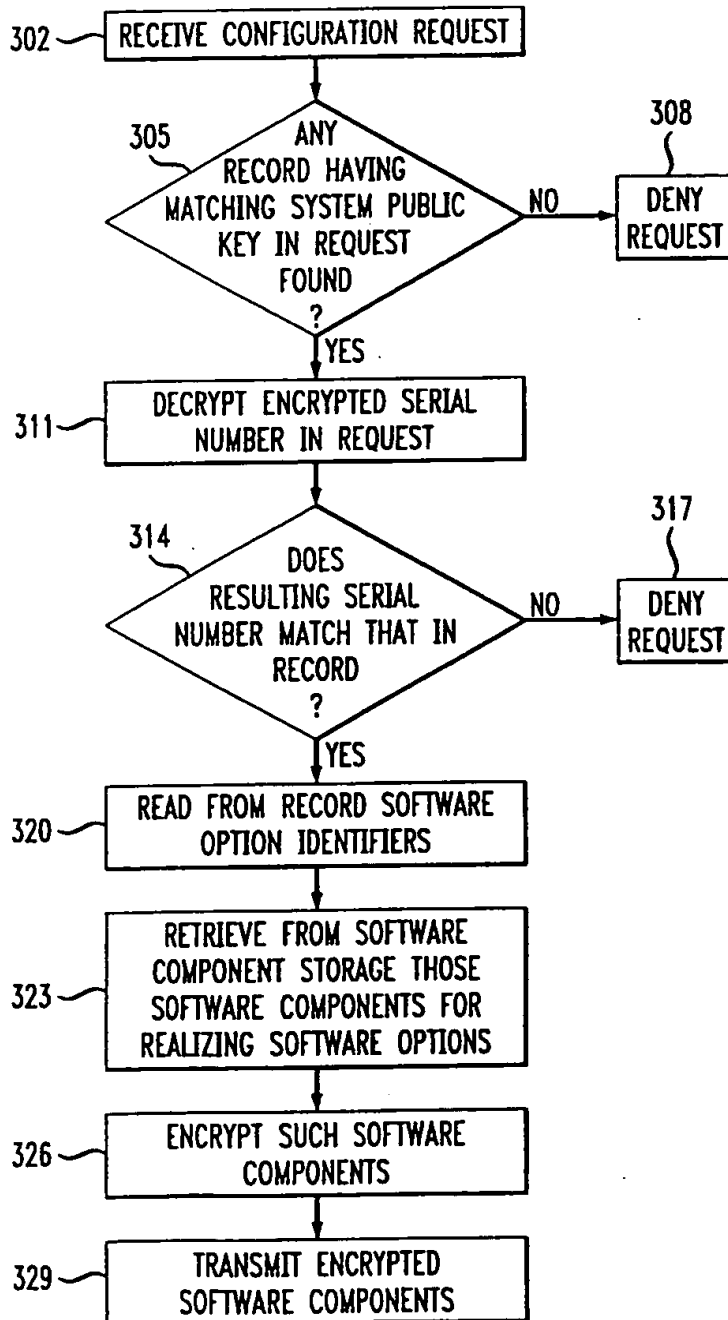 302
RECEIVE CONFIGURATION REQUEST
305
ANY
RECORD HAVING
MATCHING SYSTEM PUBLIC
KEY IN REQUEST
FOUND
?
NO
308
DENY
REQUEST
YES
311
DECRYPT ENCRYPTED SERIAL
NUMBER IN REQUEST
314
DOES
RESULTING SERIAL
NUMBER MATCH THAT IN
RECORD
?
NO
317
DENY
REQUEST
YES
320
READ FROM RECORD SOFTWARE
OPTION IDENTIFIERS
323
RETRIEVE FROM SOFTWARE
COMPONENT STORAGE THOSE
SOFTWARE COMPONENTS FOR
REALIZING SOFTWARE OPTIONS
326
ENCRYPT SUCH SOFTWARE
COMPONENTS
329
TRANSMIT ENCRYPTED
SOFTWARE COMPONENTS